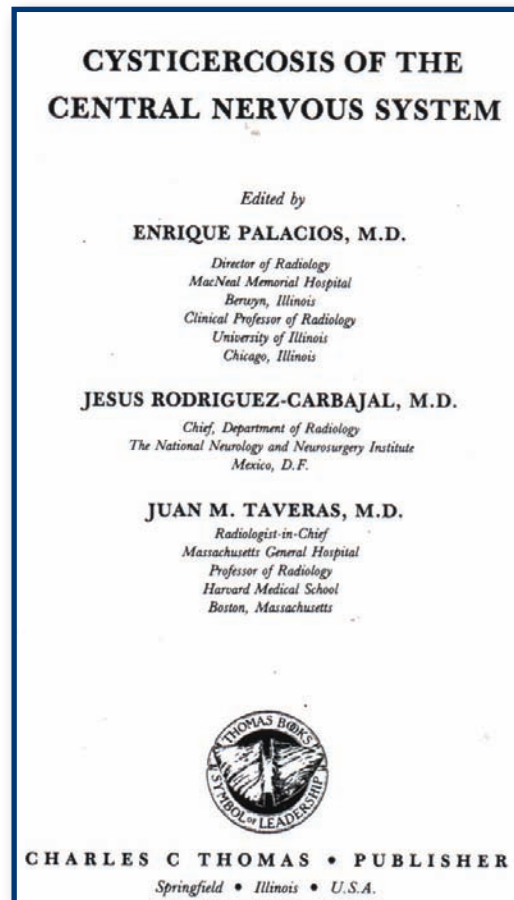 CYSTICERCOSIS OF THE
CENTRAL NERVOUS SYSTEM
Edited by
ENRIQUE PALACIOS, M.D.
Director of Radiology
MacNeal Memorial Hospital
Berwyn, Illinois
Clinical Professor of Radiology
University of Illinois
Chicago, Illinois
JESUS RODRIGUEZ-CARBAJAL, M.D.
Chief, Department of Radiology
The National Neurology and Neurosurgery Institute
Mexico, D.F.
JUAN M. TAVERAS, M.D.
Radiologist-in-Chief
Massachusetts General Hospital
Professor of Radiology
Harvard Medical School
Boston, Massachusetts
THOMAS BOOKS
SYMBOL OF LEADERSHIP
CHARLES C THOMAS • PUBLISHER
Springfield • Illinois • U.S.A.